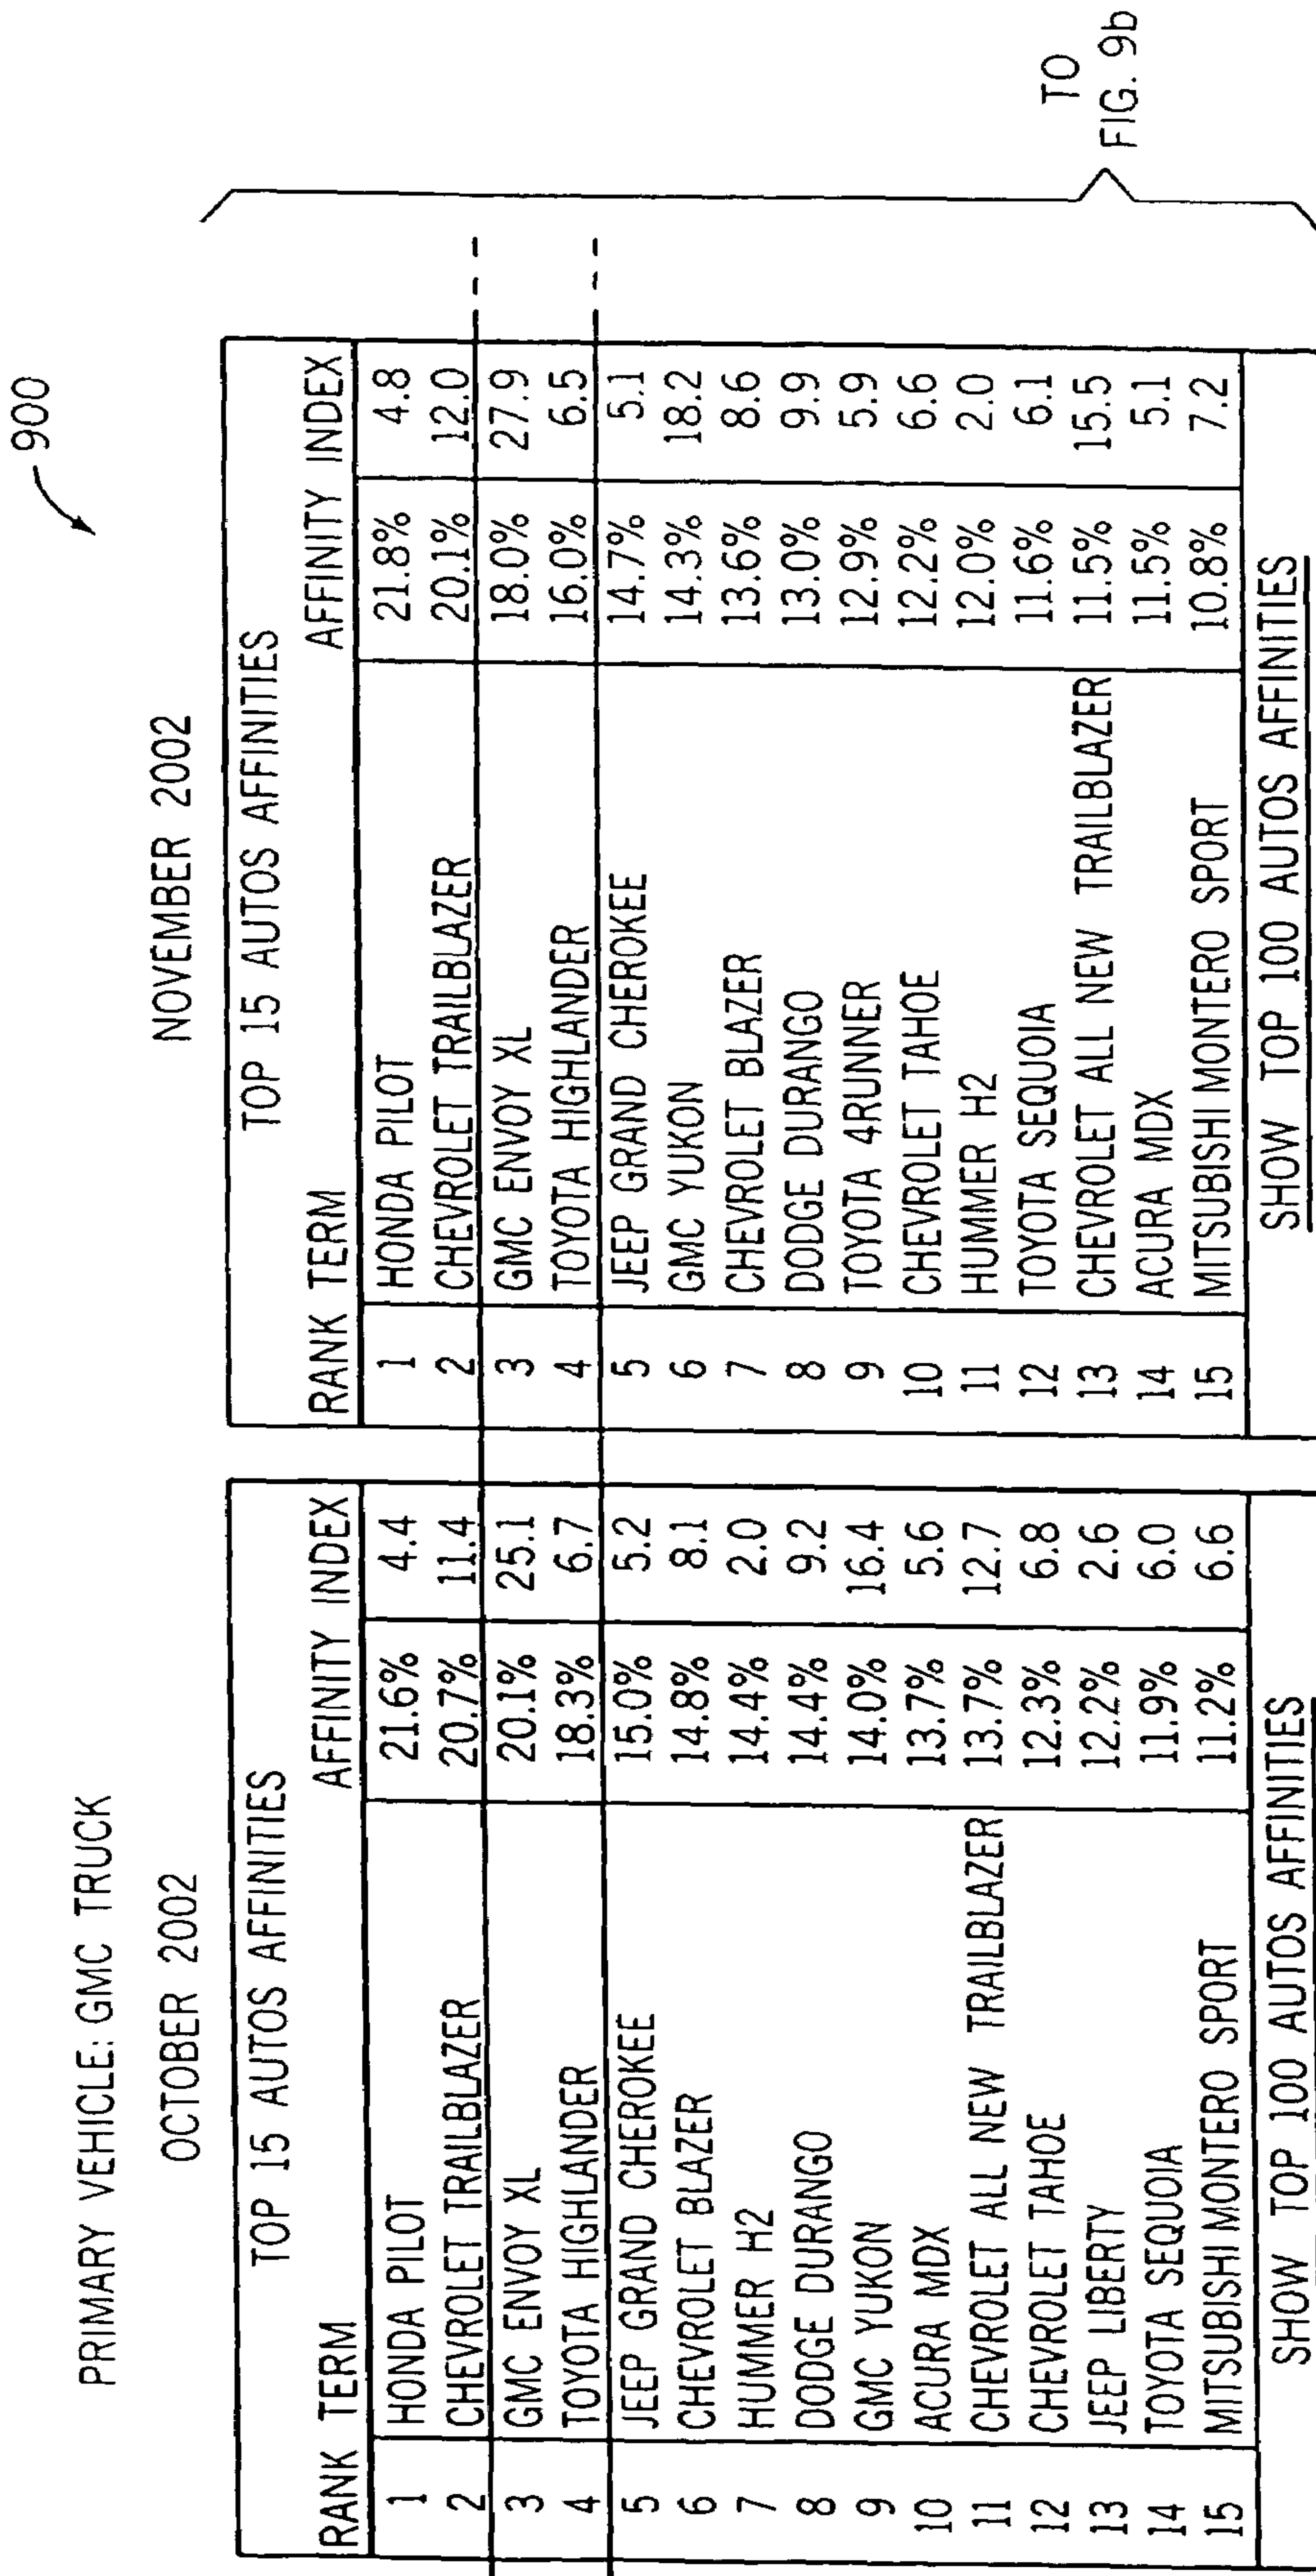 900
PRIMARY VEHICLE: GMC TRUCK
OCTOBER 2002
TOP 15 AUTOS AFFINITIES
RANK TERM AFFINITY INDEX
1 HONDA PILOT 21.6% 4.4
2 CHEVROLET TRAILBLAZER 20.7% 11.4
3 GMC ENVOY XL 20.1% 25.1
4 TOYOTA HIGHLANDER 18.3% 6.7
5 JEEP GRAND CHEROKEE 15.0% 5.2
6 CHEVROLET BLAZER 14.8% 8.1
7 HUMMER H2 14.4% 2.0
8 DODGE DURANGO 14.4% 9.2
9 GMC YUKON 14.0% 16.4
10 ACURA MDX 13.7% 5.6
11 CHEVROLET ALL NEW TRAILBLAZER 13.7% 12.7
12 CHEVROLET TAHOE 12.3% 6.8
13 JEEP LIBERTY 12.2% 2.6
14 TOYOTA SEQUOIA 11.9% 6.0
15 MITSUBISHI MONTERO SPORT 11.2% 6.6
SHOW TOP 100 AUTOS AFFINITIES
NOVEMBER 2002
TOP 15 AUTOS AFFINITIES
RANK TERM AFFINITY INDEX
1 HONDA PILOT 21.8% 4.8
2 CHEVROLET TRAILBLAZER 20.1% 12.0
3 GMC ENVOY XL 18.0% 27.9
4 TOYOTA HIGHLANDER 16.0% 6.5
5 JEEP GRAND CHEROKEE 14.7% 5.1
6 GMC YUKON 14.3% 18.2
7 CHEVROLET BLAZER 13.6% 8.6
8 DODGE DURANGO 13.0% 9.9
9 TOYOTA 4RUNNER 12.9% 5.9
10 CHEVROLET TAHOE 12.2% 6.6
11 HUMMER H2 12.0% 2.0
12 TOYOTA SEQUOIA 11.6% 6.1
13 CHEVROLET ALL NEW TRAILBLAZER 11.5% 15.5
14 ACURA MDX 11.5% 5.1
15 MITSUBISHI MONTERO SPORT 10.8% 7.2
SHOW TOP 100 AUTOS AFFINITIES
TO
FIG. 9b